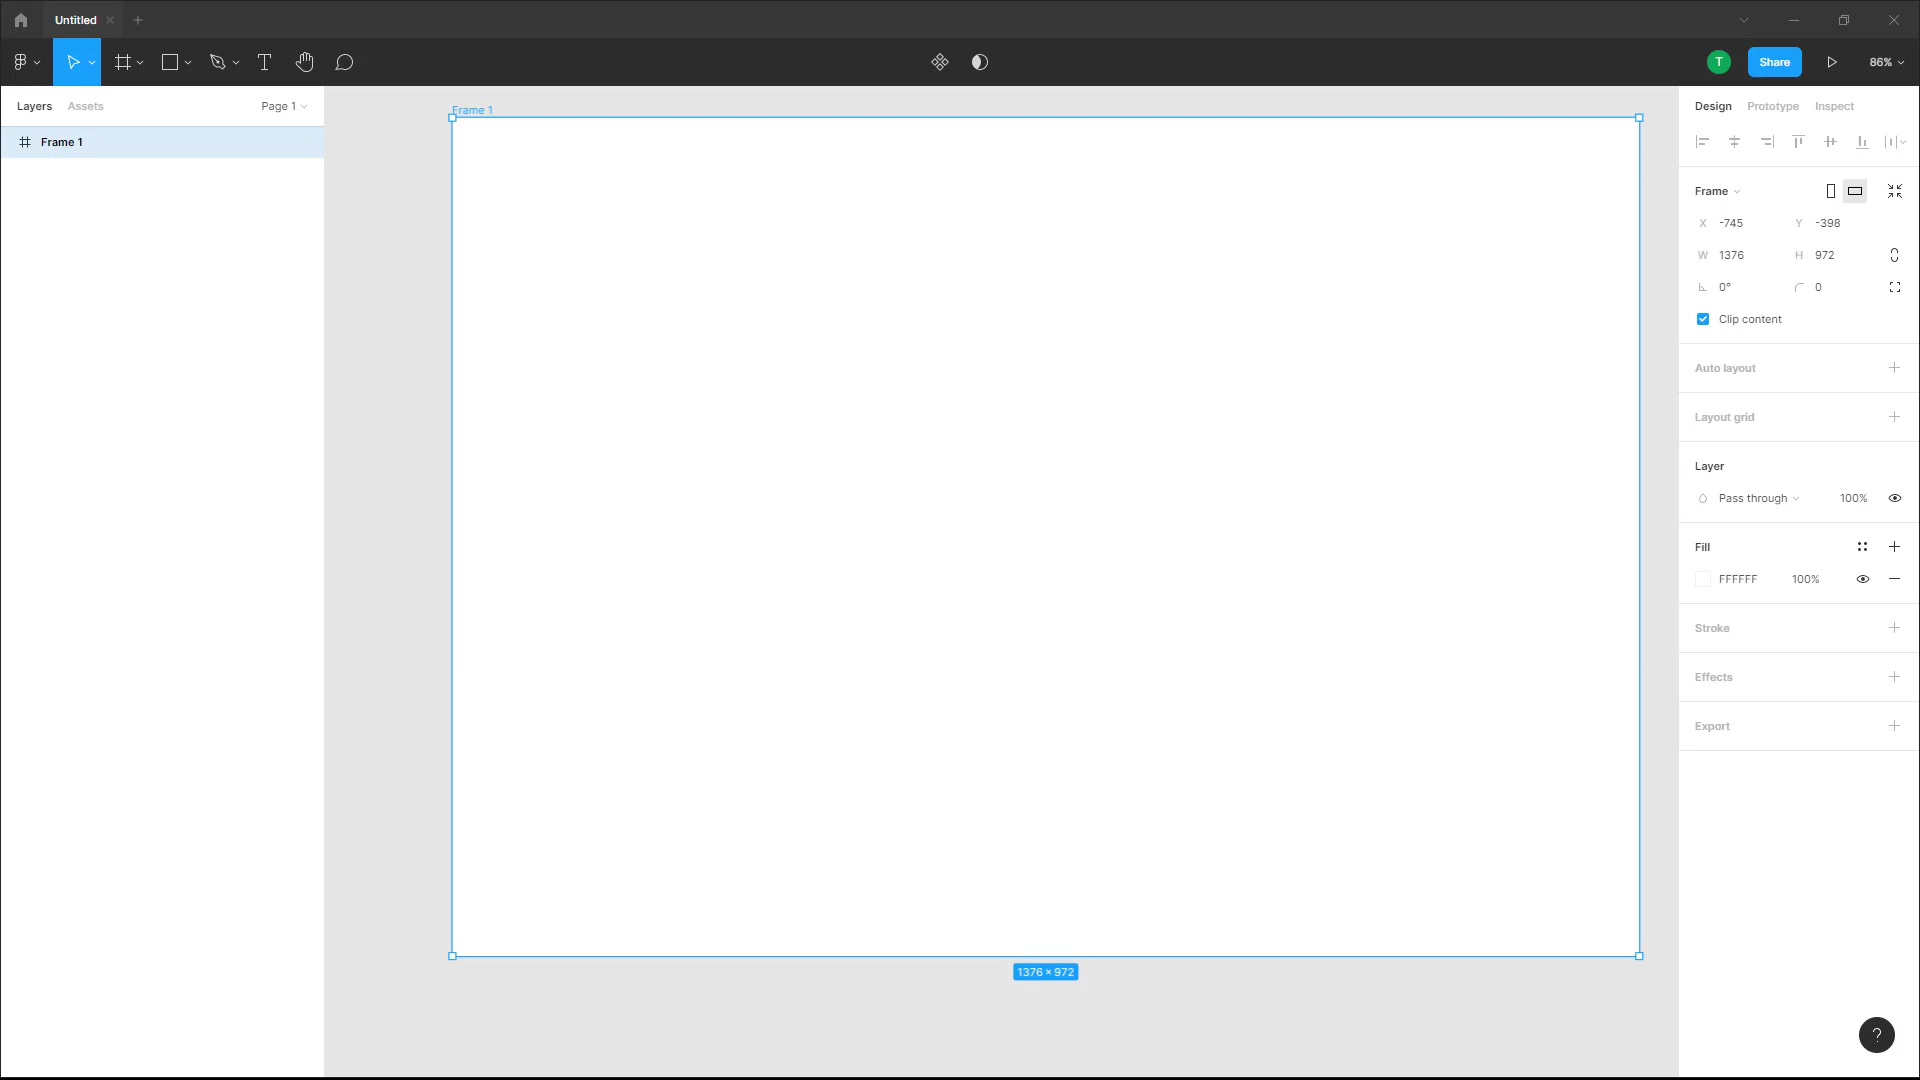 Untitled
T
Share
86%
Layers Assets Page 1
Frame 1
Frame 1
1376 × 972
Design Prototype Inspect
Frame
X -745 Y -398
W 1376 H 972
0° 0
Clip content
Auto layout
Layout grid
Layer
Pass through 100%
Fill
FFFFFF 100%
Stroke
Effects
Export
?